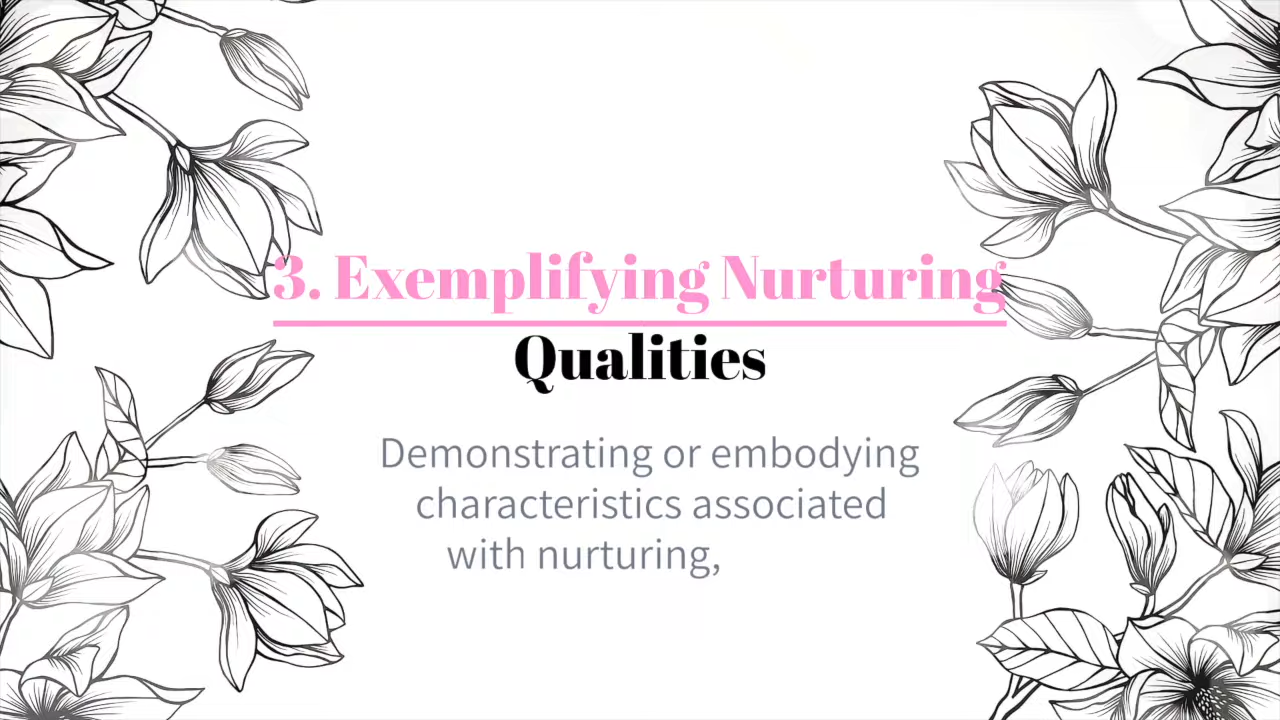 3. Exemplifying Nurturing
Qualities
Demonstrating or embodying
characteristics associated
with nurturing,